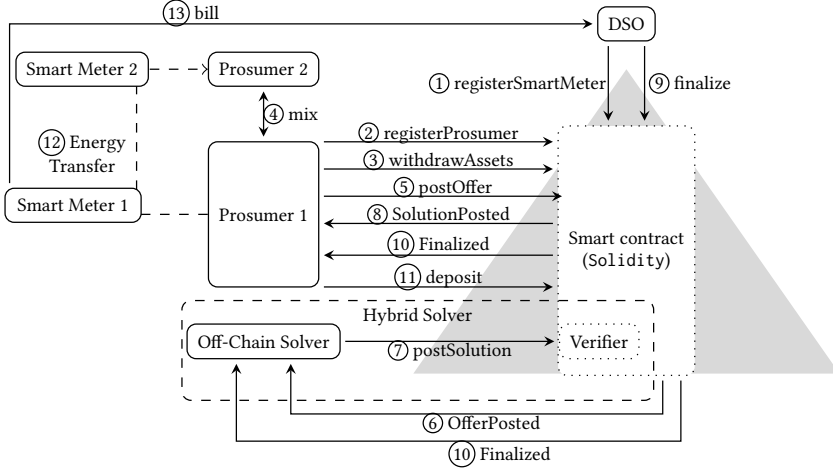 ⑬ bill
DSO
Smart Meter 2
Prosumer 2
① registerSmartMeter
⑨ finalize
④ mix
⑫ Energy
Transfer
② registerProsumer
③ withdrawAssets
Smart Meter 1
Prosumer 1
⑤ postOffer
⑧ SolutionPosted
⑩ Finalized
⑪ deposit
Smart contract
(Solidity)
Hybrid Solver
Off-Chain Solver
⑦ postSolution
Verifier
⑥ OfferPosted
⑩ Finalized